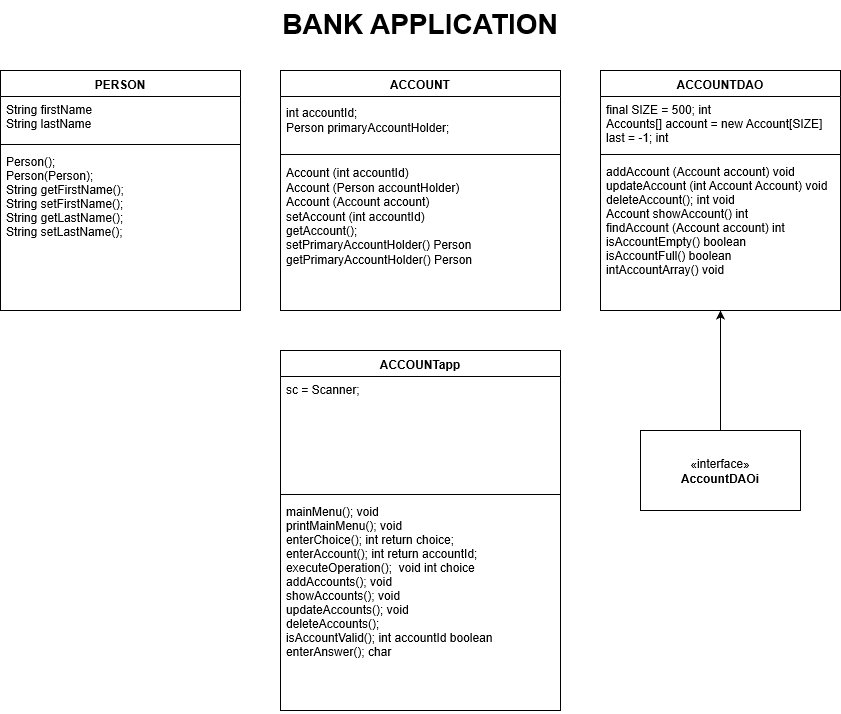 BANK APPLICATION
PERSON
String firstName
String lastName
Person();
Person(Person);
String getFirstName();
String setFirstName();
String getLastName();
String setLastName();
ACCOUNT
int accountId;
Person primaryAccountHolder;
Account (int accountId)
Account (Person accountHolder)
Account (Account account)
setAccount (int accountId)
getAccount();
setPrimaryAccountHolder() Person
getPrimaryAccountHolder() Person
ACCOUNTDAO
final SIZE = 500; int
Accounts[] account = new Account[SIZE]
last = -1; int
addAccount (Account account) void
updateAccount (int Account Account) void
deleteAccount(); int void
Account showAccount() int
findAccount (Account account) int
isAccountEmpty() boolean
isAccountFull() boolean
intAccountArray() void
ACCOUNTapp
sc = Scanner;
mainMenu(); void
printMainMenu(); void
enterChoice(); int return choice;
enterAccount(); int return accountId;
executeOperation();  void int choice
addAccounts(); void
showAccounts(); void
updateAccounts(); void
deleteAccounts();
isAccountValid(); int accountId boolean
enterAnswer(); char
«interface»
AccountDAOi